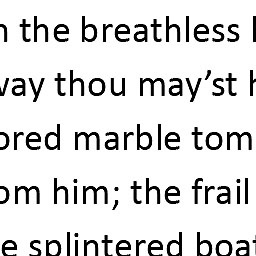 the breathless
way thou may'st
ored marble tom
om him; the frail
e splintered boat